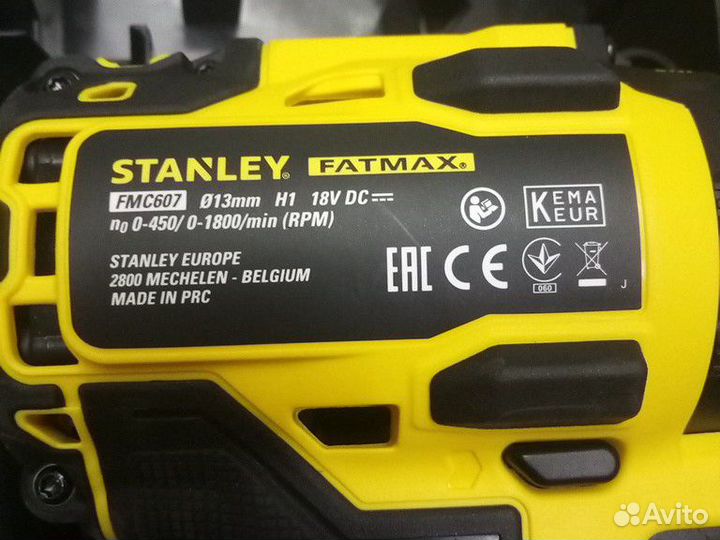 STANLEY® FATMAX®
FMC607 Ø13mm H1 18V DC⎓
n₀ 0-450/ 0-1800/min (RPM)
STANLEY EUROPE
2800 MECHELEN - BELGIUM
MADE IN PRC
KEMA
EUR
EAC CE
060
J
Avito